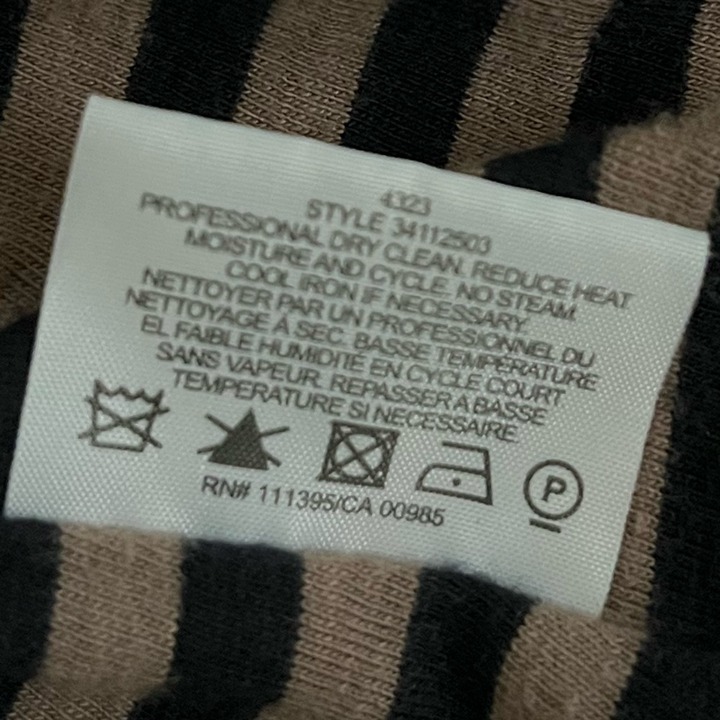 4323
STYLE 34112503
PROFESSIONAL DRY CLEAN. REDUCE HEAT
MOISTURE AND CYCLE. NO STEAM.
COOL IRON IF NECESSARY.
NETTOYER PAR UN PROFESSIONNEL DU
NETTOYAGE À SEC. BASSE TEMPERATURE
EL FAIBLE HUMIDITE EN CYCLE COURT
SANS VAPEUR. REPASSER A BASSE
TEMPERATURE SI NECESSAIRE.
P
RN# 111395/CA 00985